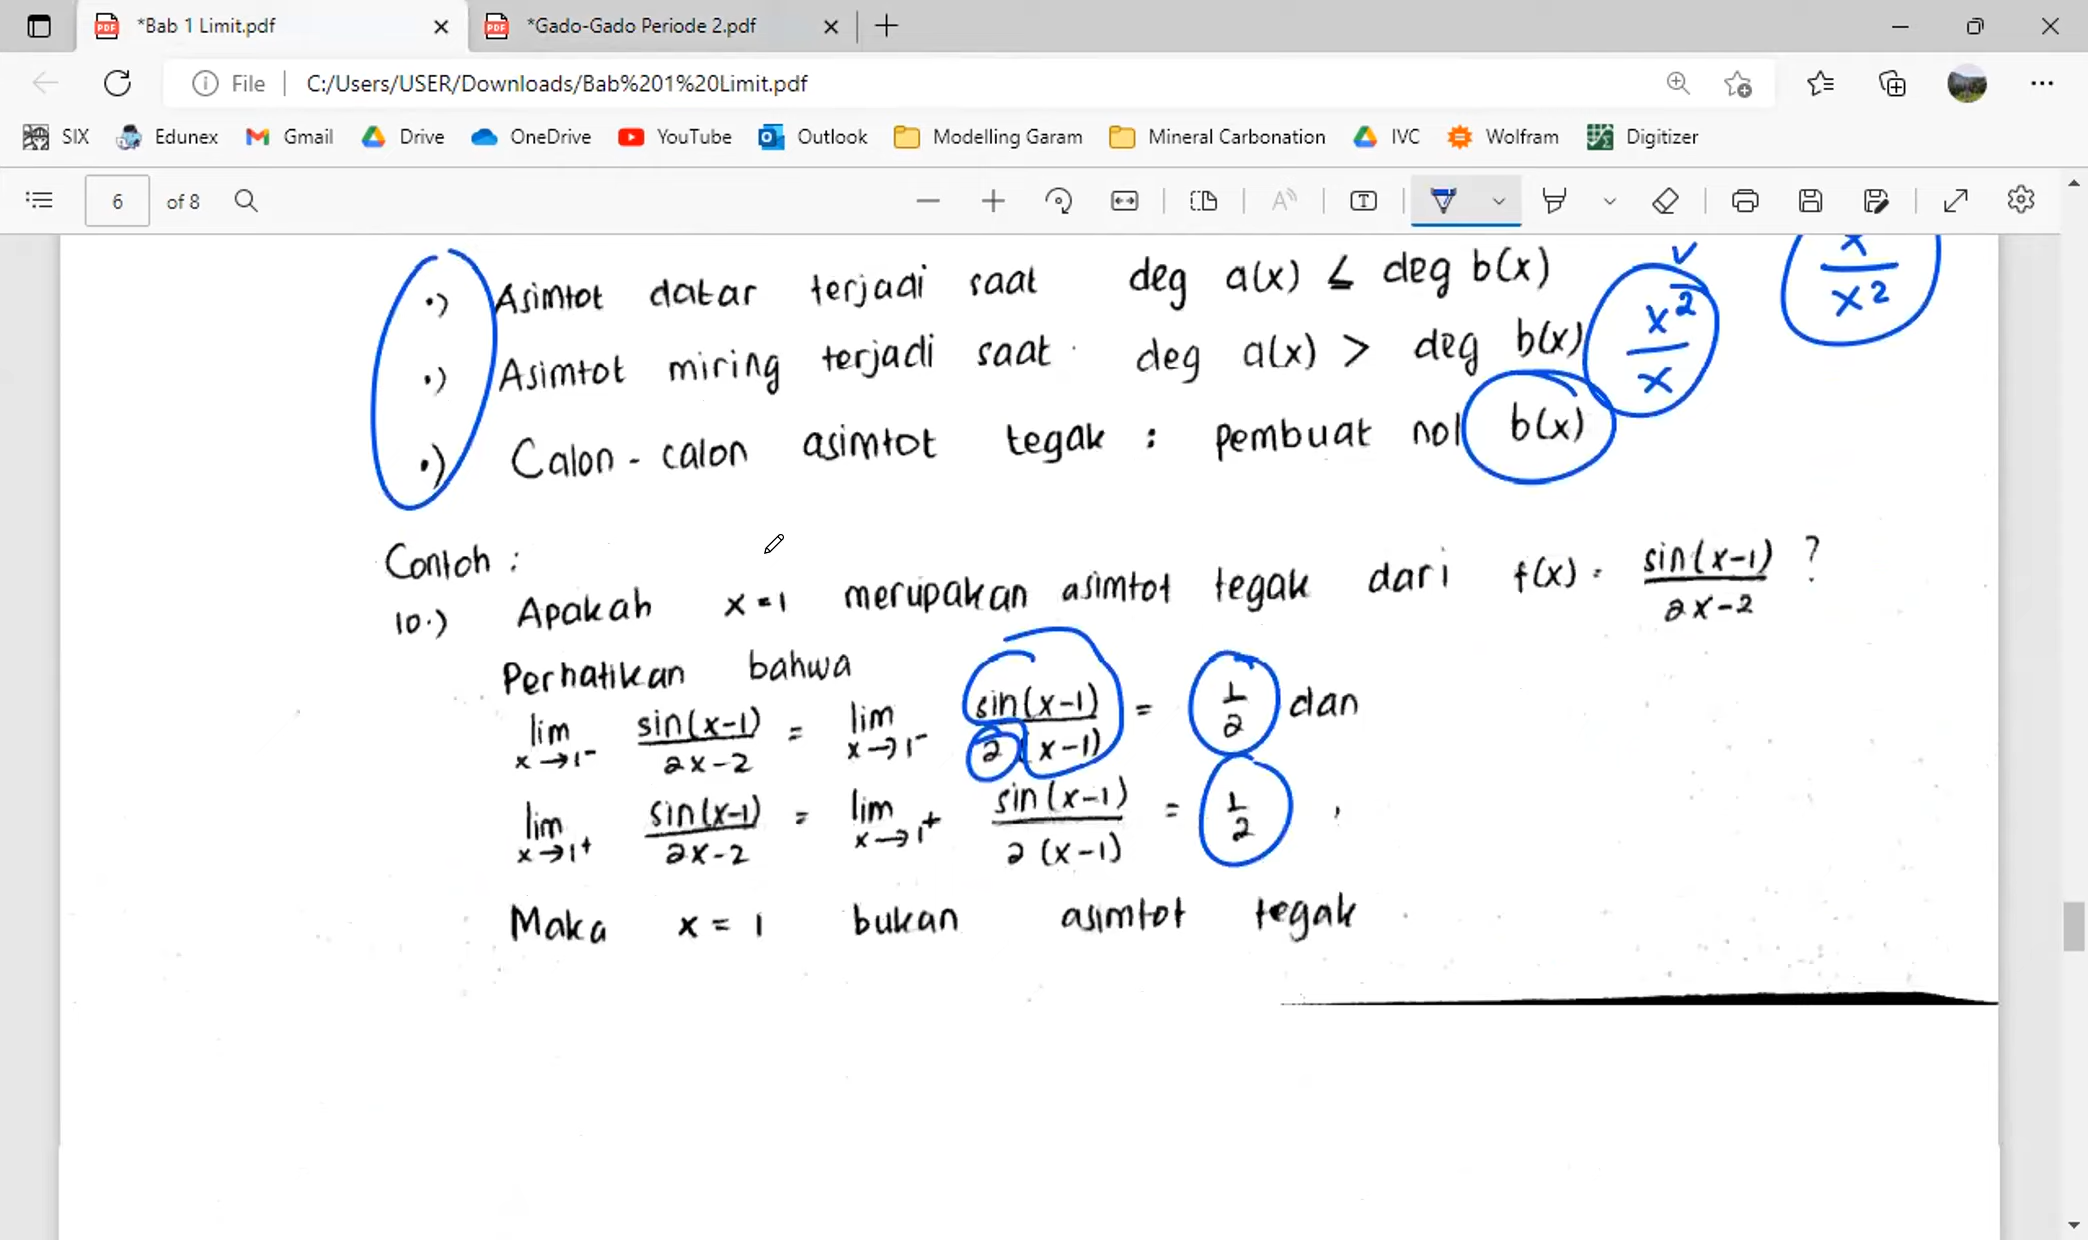 *Bab 1 Limit.pdf
*Gado-Gado Periode 2.pdf
File
C:/Users/USER/Downloads/Bab%201%20Limit.pdf
SIX Edunex Gmail Drive OneDrive YouTube Outlook Modelling Garam Mineral Carbonation IVC Wolfram Digitizer
6 of 8
•) Asimtot datar terjadi saat deg a(x) ≤ deg b(x) x/x²
•) Asimtot miring terjadi saat deg a(x) > deg b(x) x²/x
•) Calon-calon asimtot tegak : pembuat nol b(x)
Contoh :
10.) Apakah x=1 merupakan asimtot tegak dari f(x) = sin(x-1)/2x-2 ?
Perhatikan bahwa
lim x→1⁻ sin(x-1)/2x-2 = lim x→1⁻ sin(x-1)/2(x-1) = 1/2 dan
lim x→1⁺ sin(x-1)/2x-2 = lim x→1⁺ sin(x-1)/2(x-1) = 1/2 ,
Maka x = 1 bukan asimtot tegak.